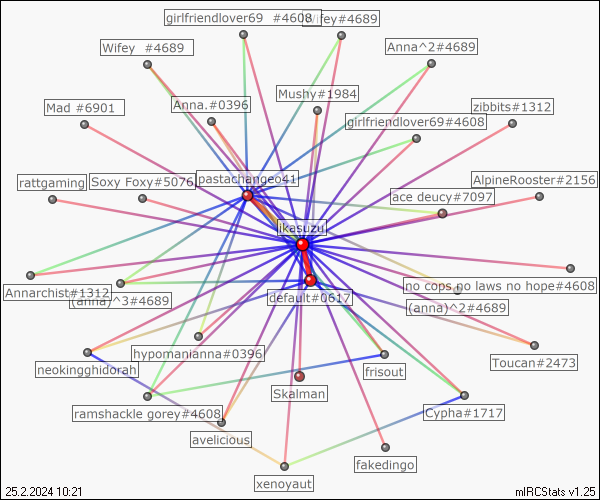 girlfriendlover69 #4608
Wifey#4689
Wifey #4689
Anna^2#4689
Mushy#1984
Mad #6901
Anna.#0396
zibbits#1312
girlfriendlover69#4608
rattgaming
Soxy Foxy#5076
pastachangeo41
AlpineRooster#2156
ace deucy#7097
ikasuzu
Annarchist#1312
(anna)^3#4689
default#0617
no cops no laws no hope#4608
(anna)^2#4689
neokingghidorah
hypomanianna#0396
frisout
Toucan#2473
Skalman
ramshackle gorey#4608
Cypha#1717
avelicious
fakedingo
xenoyaut
25.2.2024 10:21
mIRCStats v1.25